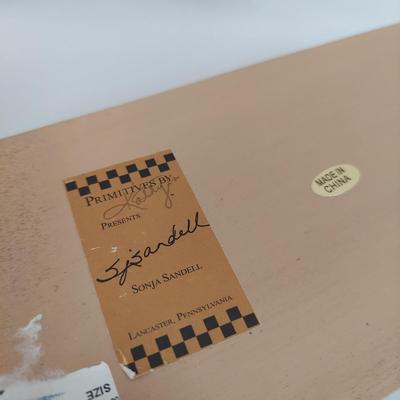 PRIMITIVES BY
Kathy
PRESENTS
SjSandell
SONJA SANDELL
LANCASTER, PENNSYLVANIA
MADE IN
CHINA
SIZE